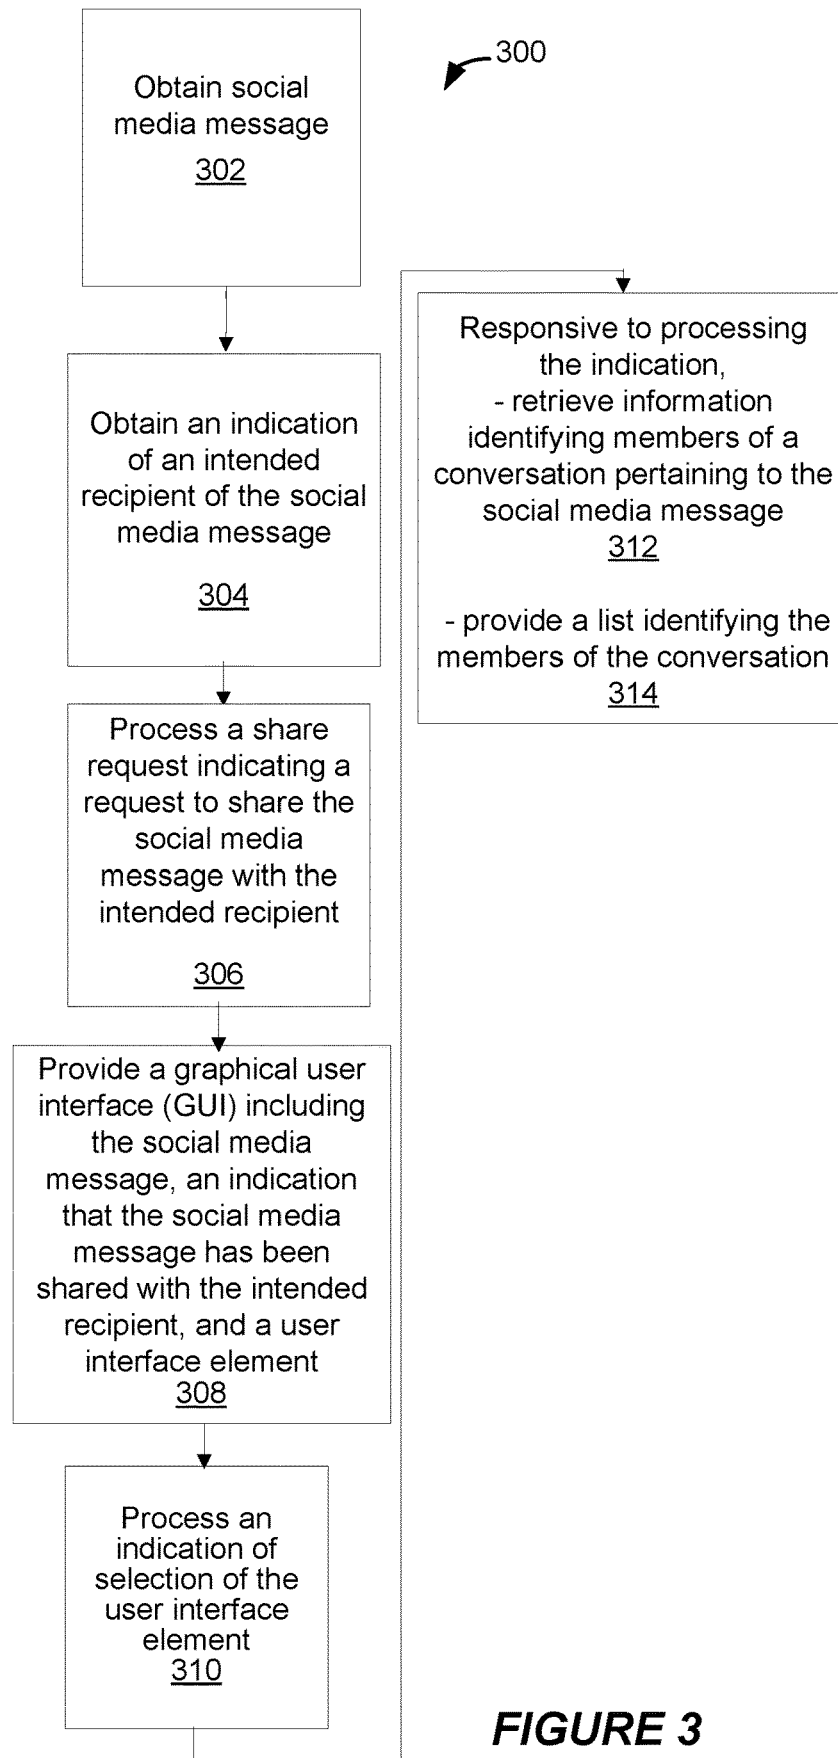 300
Obtain social
media message
302
Obtain an indication
of an intended
recipient of the social
media message
304
Process a share
request indicating a
request to share the
social media
message with the
intended recipient
306
Provide a graphical user
interface (GUI) including
the social media
message, an indication
that the social media
message has been
shared with the intended
recipient, and a user
interface element
308
Process an
indication of
selection of the
user interface
element
310
Responsive to processing
the indication,
- retrieve information
identifying members of a
conversation pertaining to the
social media message
312
- provide a list identifying the
members of the conversation
314
FIGURE 3